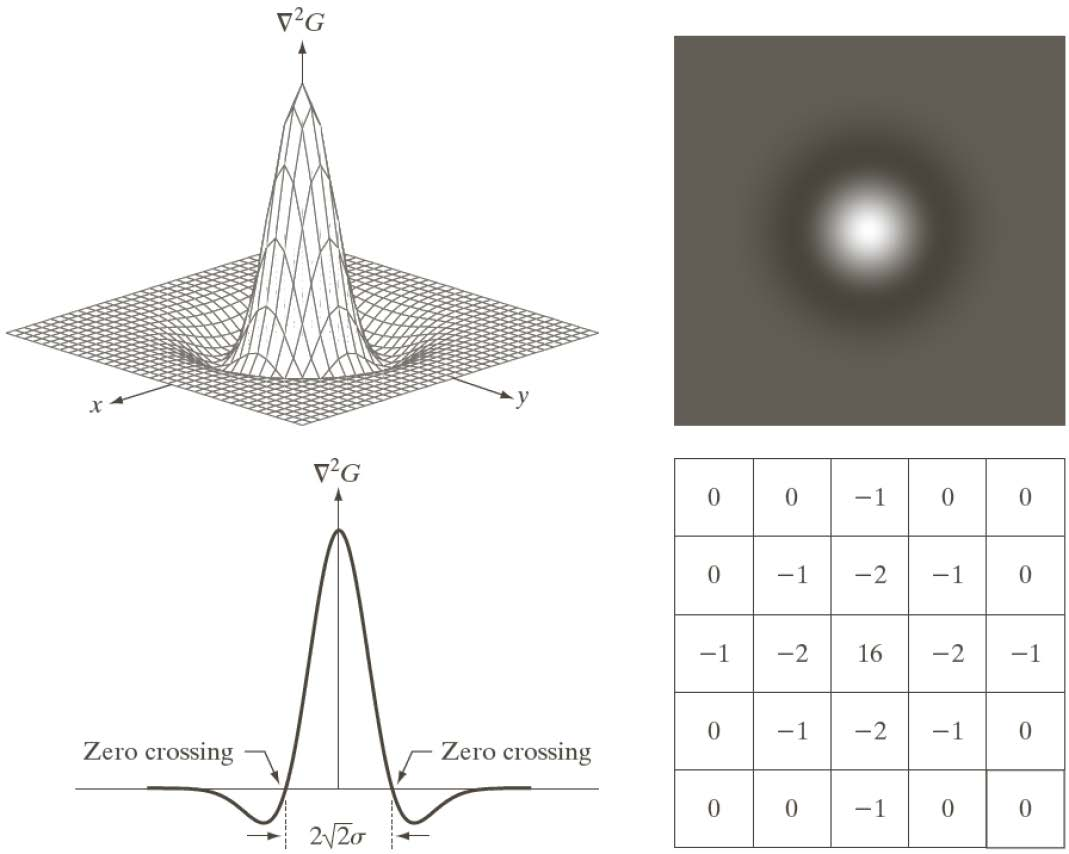 ∇²G
x
y
∇²G
Zero crossing
Zero crossing
2√2σ
0 0 −1 0 0
0 −1 −2 −1 0
−1 −2 16 −2 −1
0 −1 −2 −1 0
0 0 −1 0 0